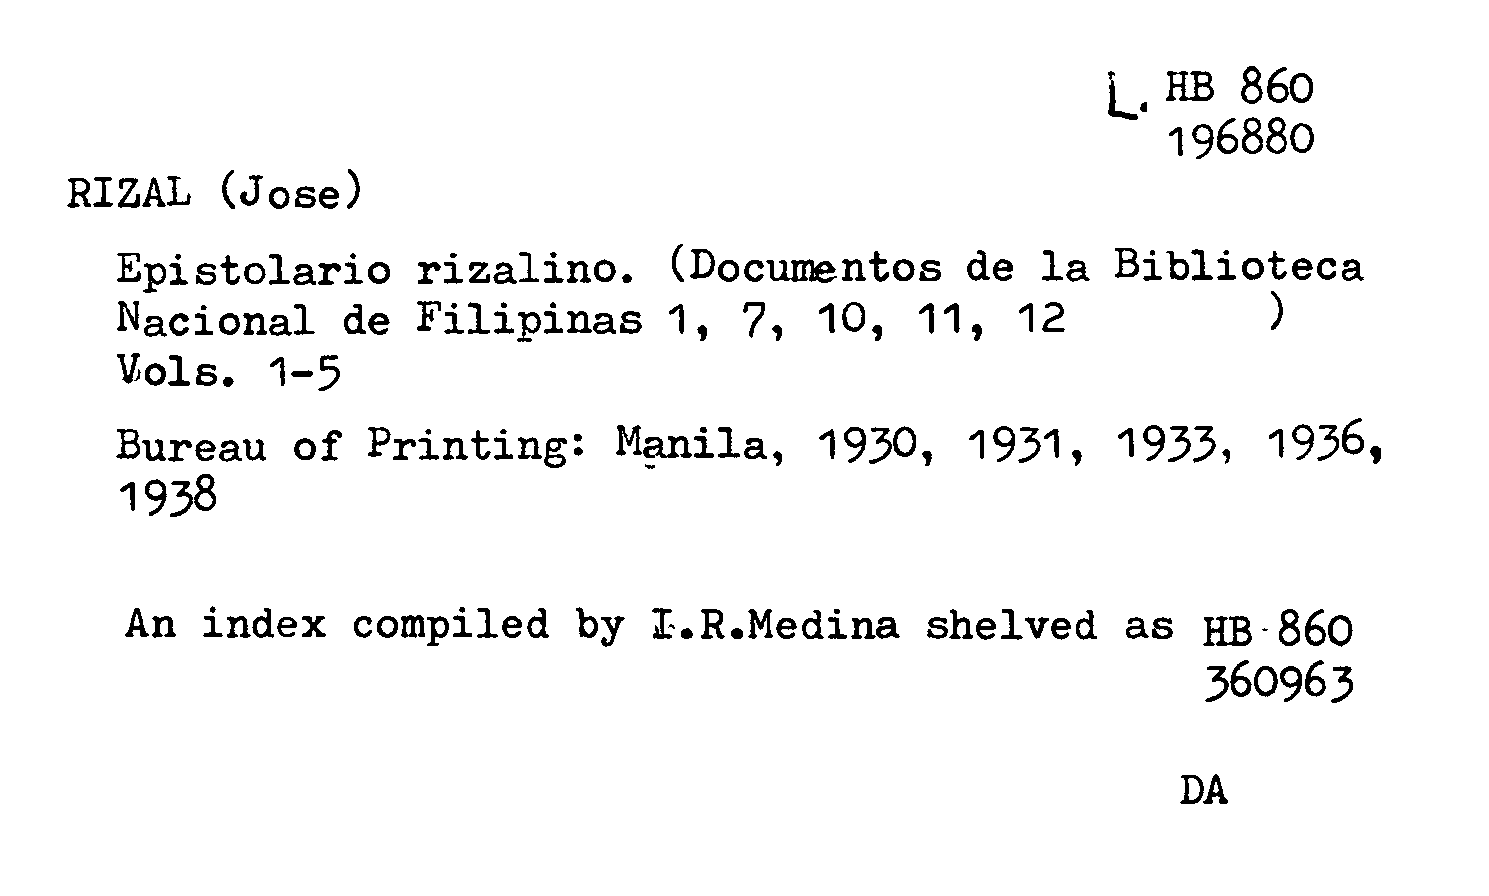 L. HB 860
196880
RIZAL (Jose)
Epistolario rizalino. (Documentos de la Biblioteca
Nacional de Filipinas 1, 7, 10, 11, 12 )
Vols. 1-5
Bureau of Printing: Manila, 1930, 1931, 1933, 1936,
1938
An index compiled by I.R.Medina shelved as HB 860
360963
DA